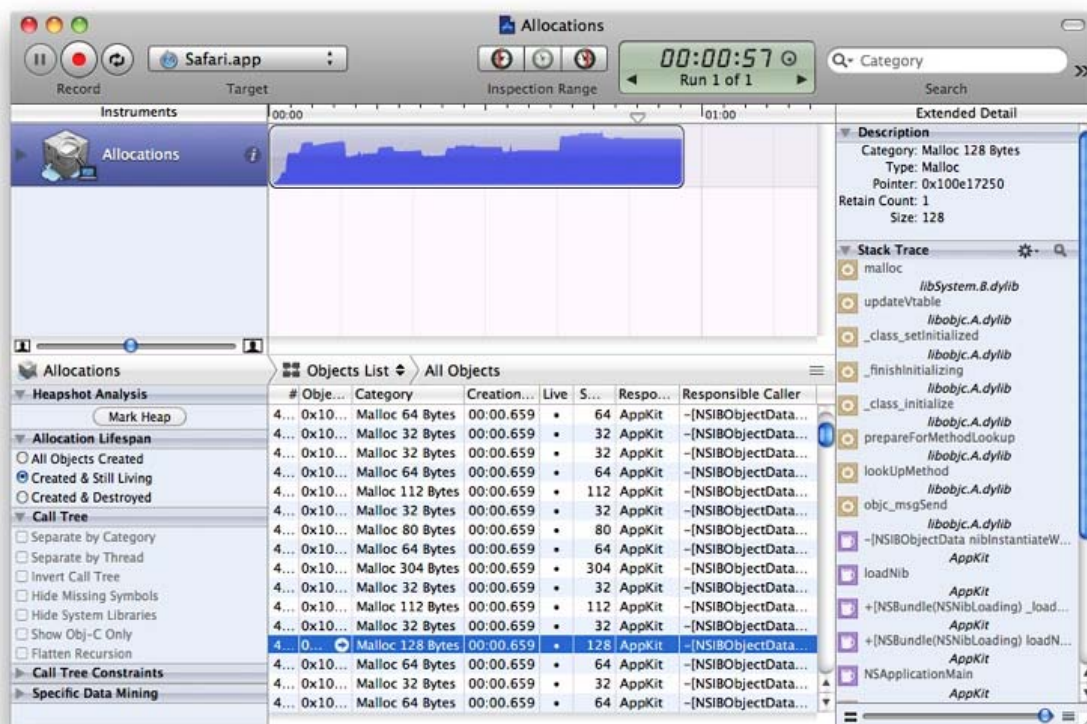 Allocations
Safari.app
00:00:57
Run 1 of 1
Category
Record
Target
Inspection Range
Search
Instruments
00:00
01:00
Extended Detail
Allocations
Description
Category: Malloc 128 Bytes
Type: Malloc
Pointer: 0x100e17250
Retain Count: 1
Size: 128
Stack Trace
malloc
libSystem.B.dylib
updateVtable
libobjc.A.dylib
_class_setInitialized
libobjc.A.dylib
_finishInitializing
libobjc.A.dylib
_class_initialize
libobjc.A.dylib
prepareForMethodLookup
libobjc.A.dylib
lookUpMethod
libobjc.A.dylib
objc_msgSend
libobjc.A.dylib
-[NSIBObjectData nibInstantiateW...
AppKit
loadNib
AppKit
+[NSBundle(NSNibLoading) _load...
AppKit
+[NSBundle(NSNibLoading) loadN...
AppKit
NSApplicationMain
AppKit
Allocations
Heapshot Analysis
Mark Heap
Allocation Lifespan
All Objects Created
Created & Still Living
Created & Destroyed
Call Tree
Separate by Category
Separate by Thread
Invert Call Tree
Hide Missing Symbols
Hide System Libraries
Show Obj-C Only
Flatten Recursion
Call Tree Constraints
Specific Data Mining
Objects List All Objects
# Obje... Category Creation... Live S... Respo... Responsible Caller
4... 0x10... Malloc 64 Bytes 00:00.659 • 64 AppKit -[NSIBObjectData...
4... 0x10... Malloc 32 Bytes 00:00.659 • 32 AppKit -[NSIBObjectData...
4... 0x10... Malloc 32 Bytes 00:00.659 • 32 AppKit -[NSIBObjectData...
4... 0x10... Malloc 64 Bytes 00:00.659 • 64 AppKit -[NSIBObjectData...
4... 0x10... Malloc 112 Bytes 00:00.659 • 112 AppKit -[NSIBObjectData...
4... 0x10... Malloc 32 Bytes 00:00.659 • 32 AppKit -[NSIBObjectData...
4... 0x10... Malloc 80 Bytes 00:00.659 • 80 AppKit -[NSIBObjectData...
4... 0x10... Malloc 64 Bytes 00:00.659 • 64 AppKit -[NSIBObjectData...
4... 0x10... Malloc 304 Bytes 00:00.659 • 304 AppKit -[NSIBObjectData...
4... 0x10... Malloc 32 Bytes 00:00.659 • 32 AppKit -[NSIBObjectData...
4... 0x10... Malloc 112 Bytes 00:00.659 • 112 AppKit -[NSIBObjectData...
4... 0x10... Malloc 32 Bytes 00:00.659 • 32 AppKit -[NSIBObjectData...
4... 0... Malloc 128 Bytes 00:00.659 • 128 AppKit -[NSIBObjectData...
4... 0x10... Malloc 64 Bytes 00:00.659 • 64 AppKit -[NSIBObjectData...
4... 0x10... Malloc 32 Bytes 00:00.659 • 32 AppKit -[NSIBObjectData...
4... 0x10... Malloc 64 Bytes 00:00.659 • 64 AppKit -[NSIBObjectData...